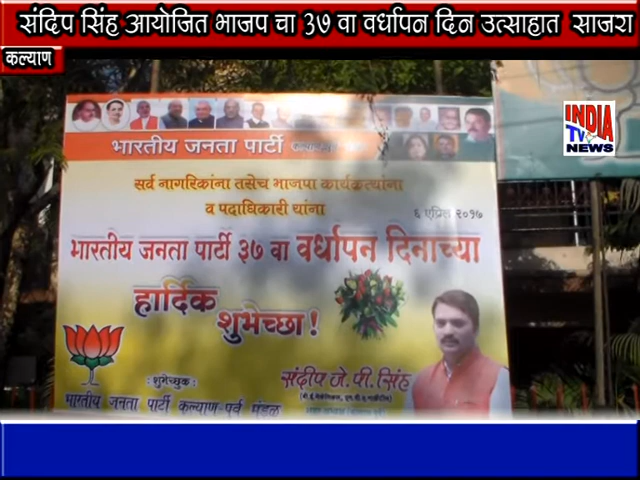 संदिप सिंह आयोजित भाजप चा ३७ वा वर्धापन दिन उत्साहात साजरा
कल्याण
INDIA
TV
NEWS
भारतीय जनता पार्टी
सर्व नागरिकांना तसेच भाजपा कार्यकर्त्यांना
व पदाधिकारी यांना
६ एप्रिल २०१७
भारतीय जनता पार्टी ३७ वा वर्धापन दिनाच्या
हार्दिक
शुभेच्छा !
: शुभेच्छुक :
संदीप जे. पी. सिंह
भारतीय जनता पार्टी कल्याण-पूर्व मंडल